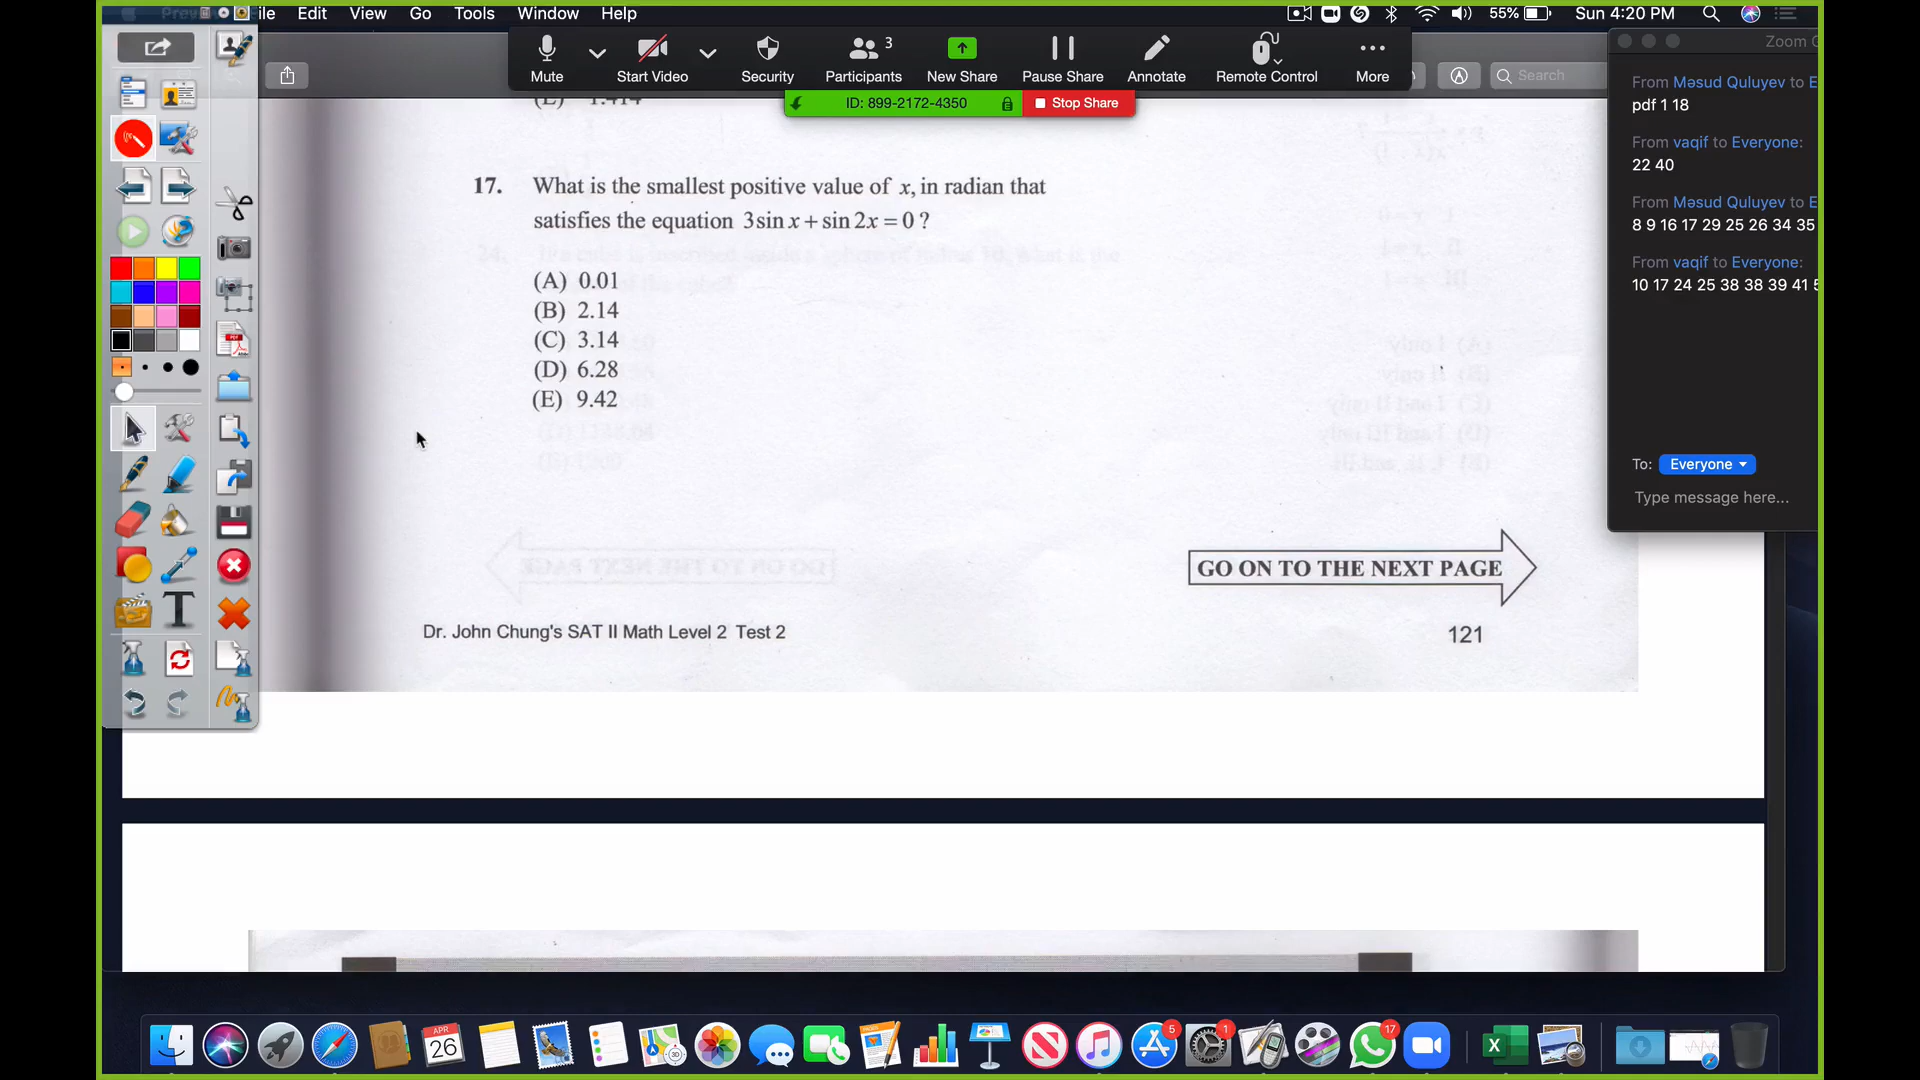 File Edit View Go Tools Window Help
55% Sun 4:20 PM
Mute Start Video Security Participants 3 New Share Pause Share Annotate Remote Control More
Search
ID: 899-2172-4350 Stop Share
17. What is the smallest positive value of x, in radian that
satisfies the equation 3sin x + sin 2x = 0 ?
(A) 0.01
(B) 2.14
(C) 3.14
(D) 6.28
(E) 9.42
GO ON TO THE NEXT PAGE
Dr. John Chung's SAT II Math Level 2 Test 2
121
Zoom
From Məsud Quluyev to E
pdf 1 18
From vaqif to Everyone:
22 40
From Məsud Quluyev to E
8 9 16 17 29 25 26 34 35
From vaqif to Everyone:
10 17 24 25 38 38 39 41
To: Everyone
Type message here...
APR
26
5
1
17